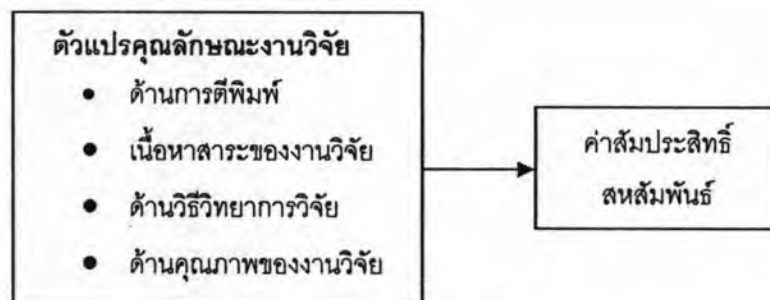 ตัวแปรคุณลักษณะงานวิจัย
• ด้านการตีพิมพ์
• เนื้อหาสาระของงานวิจัย
• ด้านวิธีวิทยาการวิจัย
• ด้านคุณภาพของงานวิจัย
ค่าสัมประสิทธิ์
สหสัมพันธ์